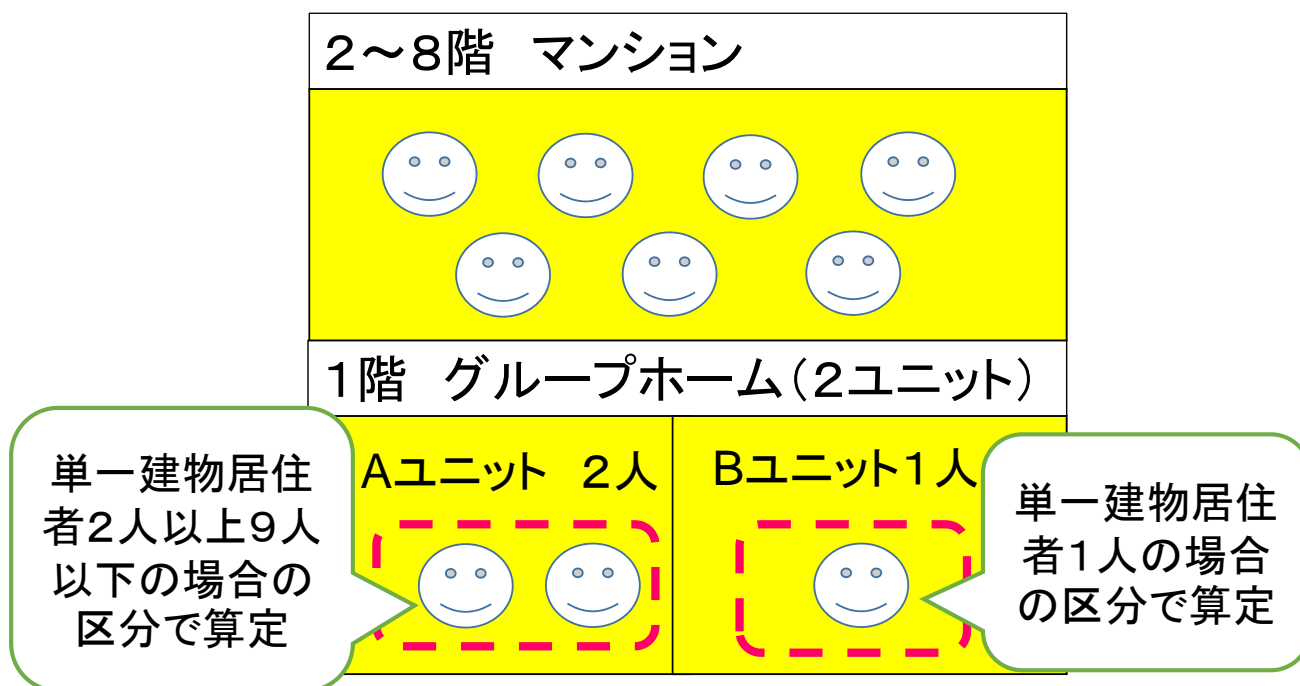 ２～８階　マンション
１階　グループホーム（２ユニット）
単一建物居住
者２人以上９人
以下の場合の
区分で算定
Aユニット　２人
Bユニット１人
単一建物居住
者１人の場合
の区分で算定